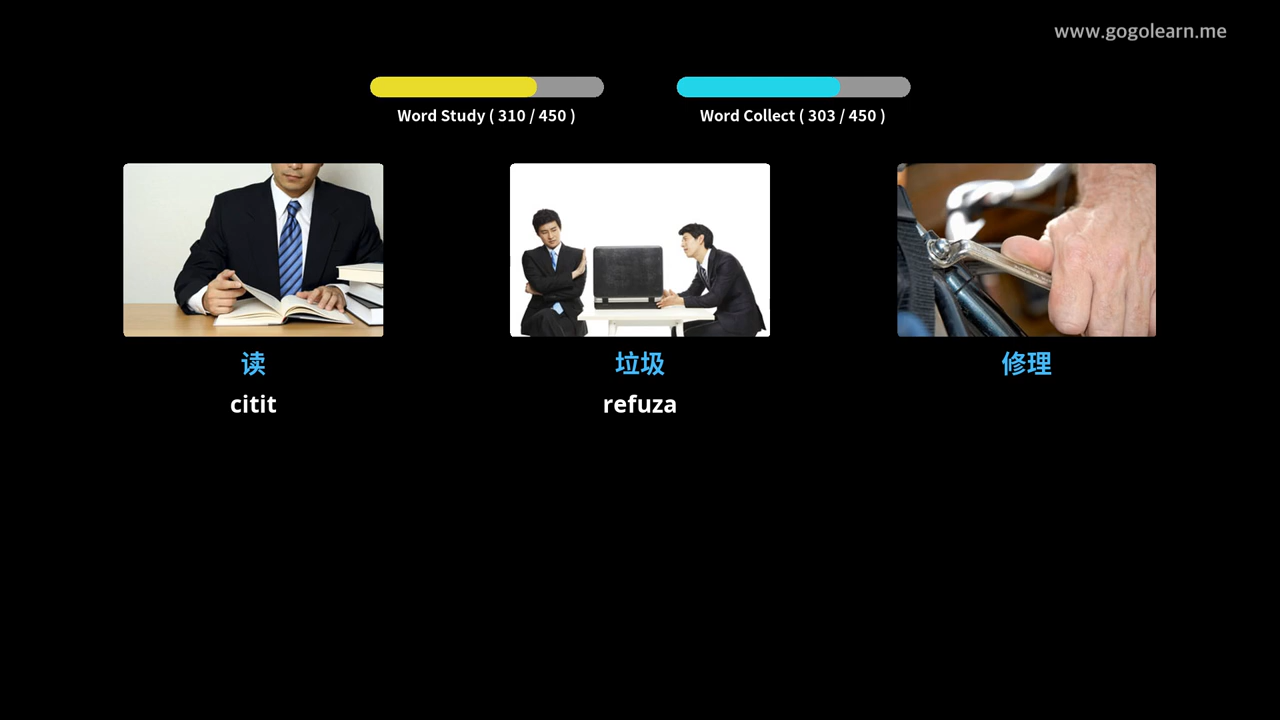 www.gogolearn.me
Word Study ( 310 / 450 )
Word Collect ( 303 / 450 )
读
citit
垃圾
refuza
修理